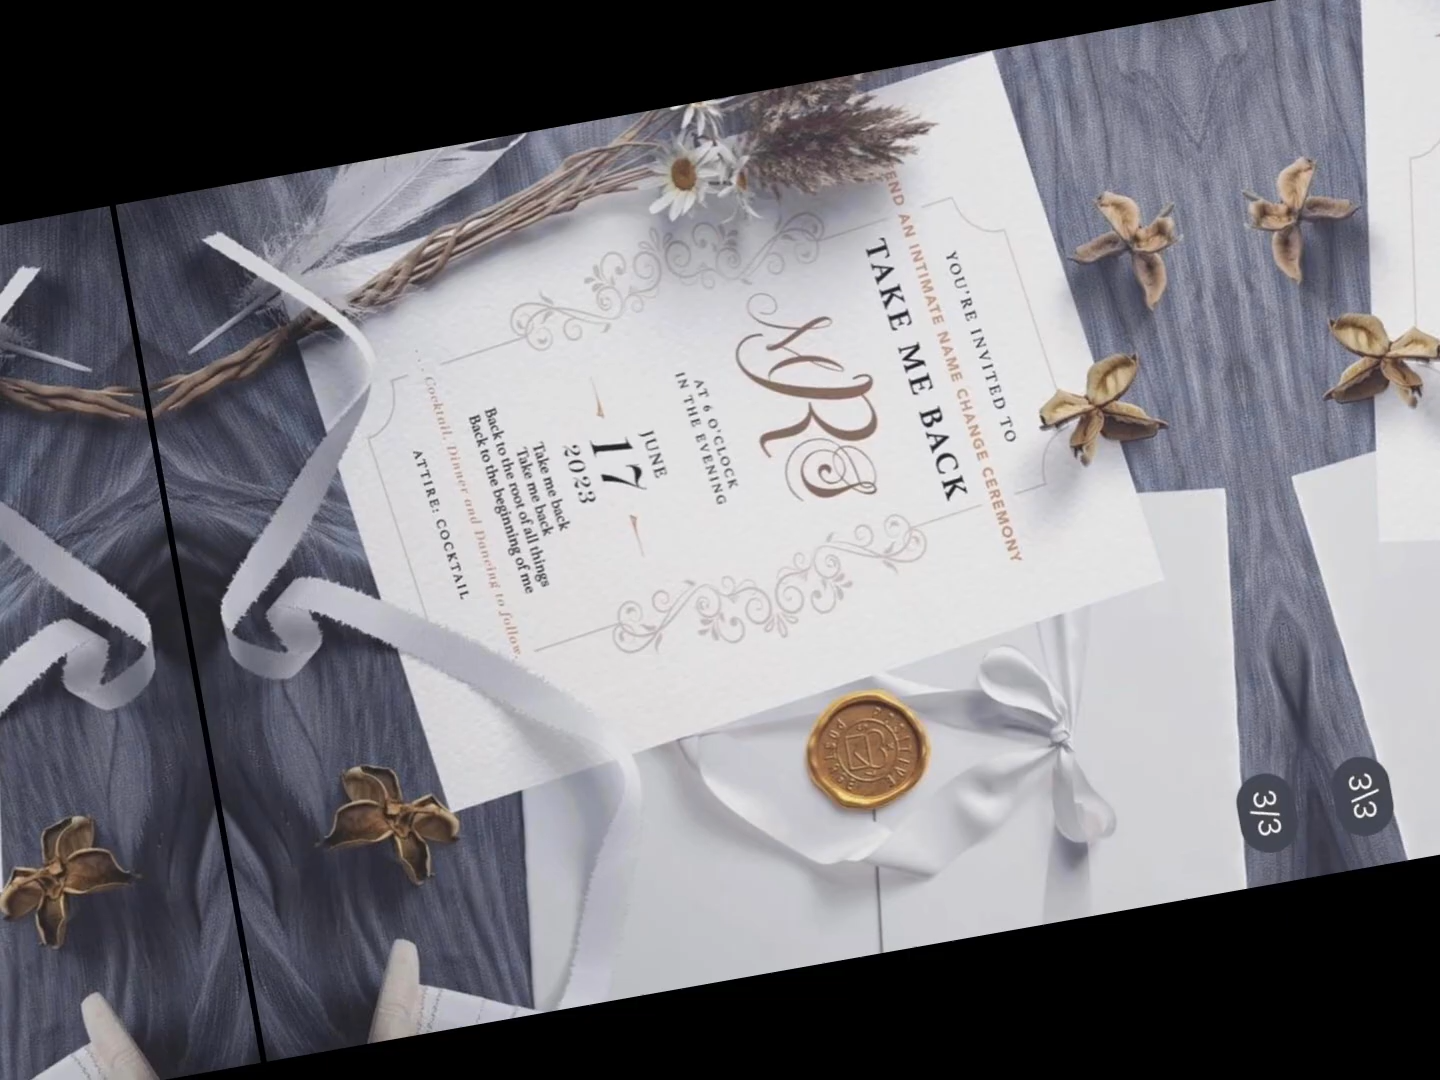 YOU'RE INVITED TO
END AN INTIMATE NAME CHANGE CEREMONY
TAKE ME BACK
MRS
AT 6 O'CLOCK
IN THE EVENING
JUNE
17
2023
Take me back
Take me back
Back to the root of all things
Back to the beginning of me
Cocktail, Dinner and Dancing to follow.
ATTIRE: COCKTAIL
POSITIVE
B
3/3
3/3